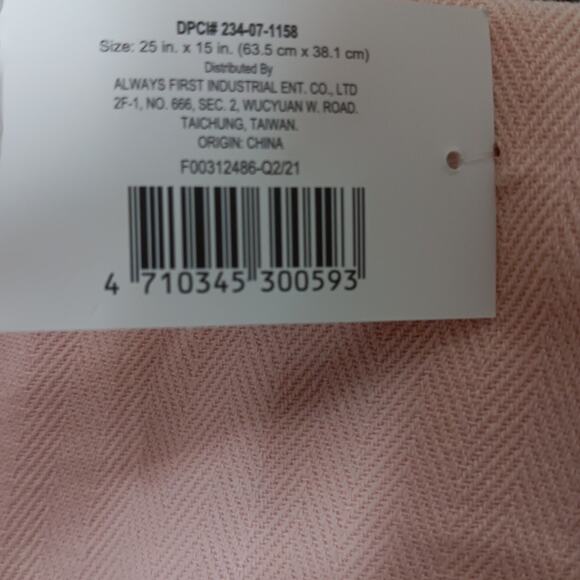 DPCI# 234-07-1158
Size: 25 in. x 15 in. (63.5 cm x 38.1 cm)
Distributed By
ALWAYS FIRST INDUSTRIAL ENT. CO., LTD
2F-1, NO. 666, SEC. 2, WUCYUAN W. ROAD.
TAICHUNG, TAIWAN.
ORIGIN: CHINA
F00312486-Q2/21
4 710345 300593